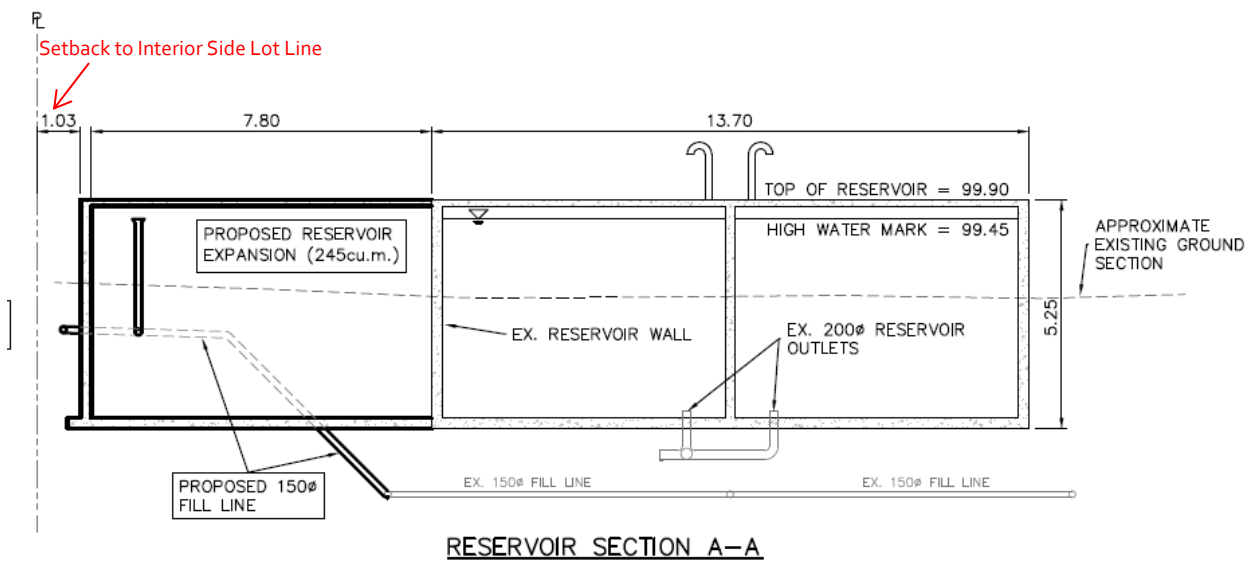 PL
Setback to Interior Side Lot Line
1.03
7.80
13.70
TOP OF RESERVOIR = 99.90
HIGH WATER MARK = 99.45
PROPOSED RESERVOIR
EXPANSION (245cu.m.)
APPROXIMATE
EXISTING GROUND
SECTION
5.25
EX. RESERVOIR WALL
EX. 200ø RESERVOIR
OUTLETS
PROPOSED 150ø
FILL LINE
EX. 150ø FILL LINE
EX. 150ø FILL LINE
RESERVOIR SECTION A-A